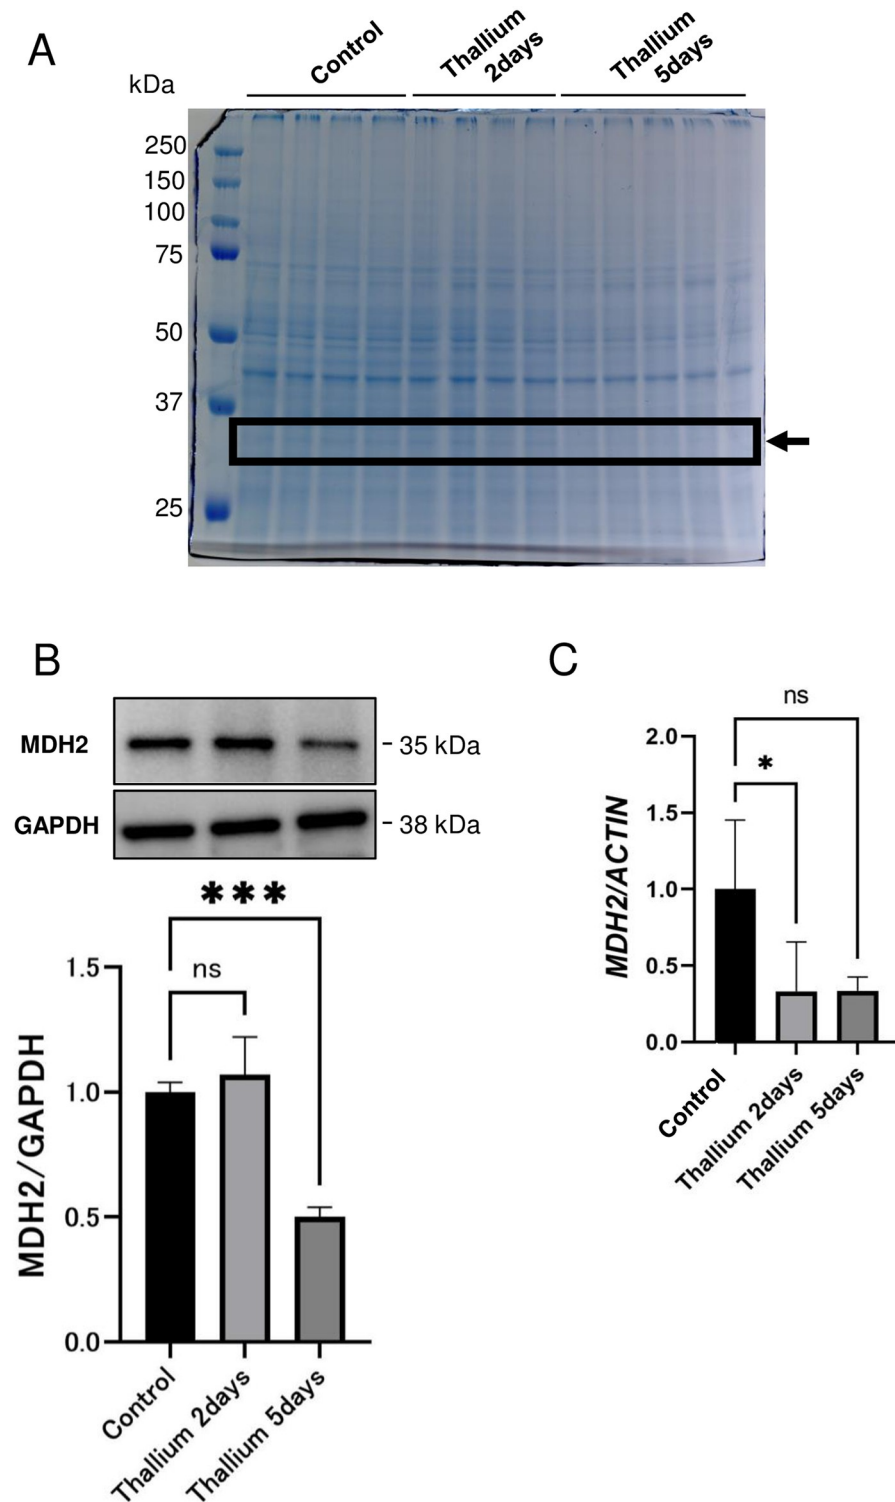 A
Control
Thallium
2days
Thallium
5days
kDa
250
150
100
75
50
37
25
B
MDH2
- 35 kDa
GAPDH
- 38 kDa
***
ns
1.5
1.0
0.5
0.0
MDH2/GAPDH
Control
Thallium 2days
Thallium 5days
C
ns
*
2.0
1.5
1.0
0.5
0.0
MDH2/ACTIN
Control
Thallium 2days
Thallium 5days